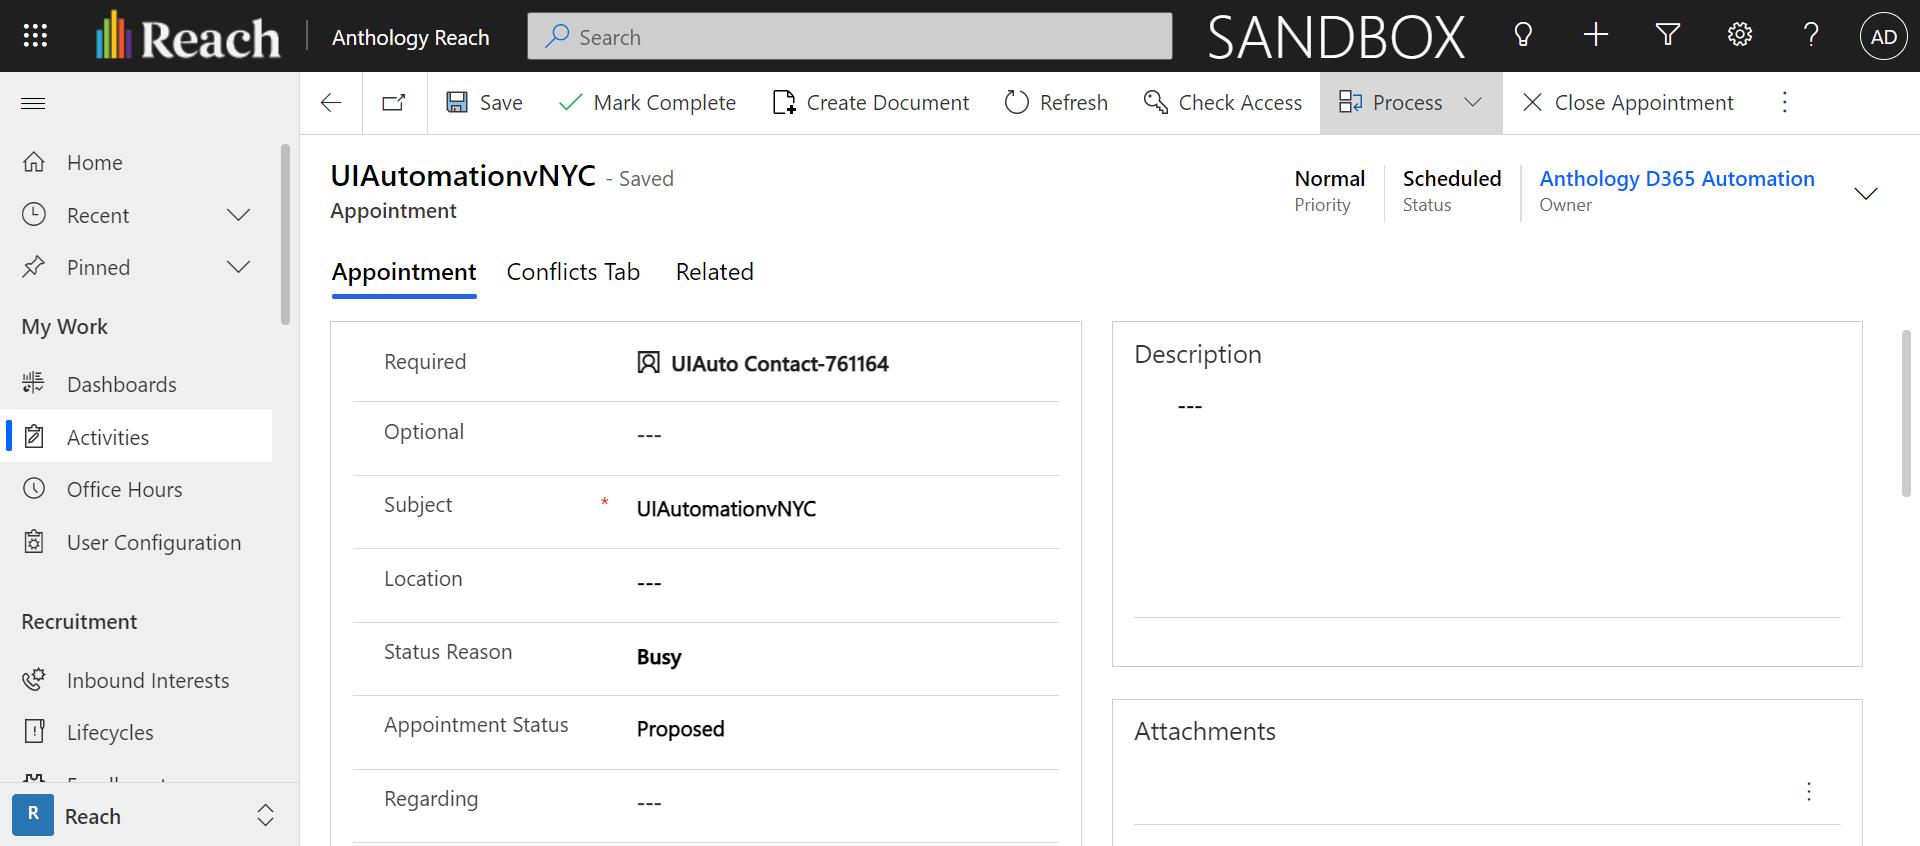 Reach
Anthology Reach
Search
SANDBOX
AD
Save
Mark Complete
Create Document
Refresh
Check Access
Process
Close Appointment
Home
Recent
Pinned
My Work
Dashboards
Activities
Office Hours
User Configuration
Recruitment
Inbound Interests
Lifecycles
R
Reach
UIAutomationvNYC - Saved
Appointment
Normal
Priority
Scheduled
Status
Anthology D365 Automation
Owner
Appointment
Conflicts Tab
Related
Required
UIAuto Contact-761164
Optional
---
Subject *
UIAutomationvNYC
Location
---
Status Reason
Busy
Appointment Status
Proposed
Regarding
---
Description
---
Attachments